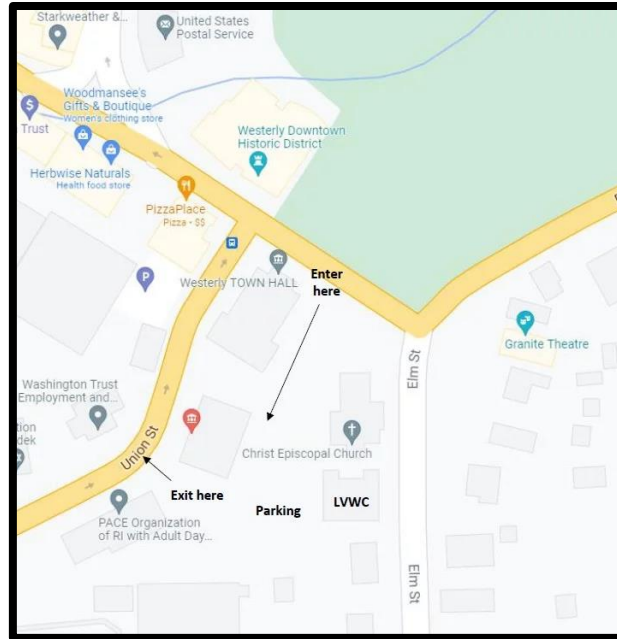 Starkweather &...
United States
Postal Service
Woodmansee's
Gifts & Boutique
Women's clothing store
$
Trust
Herbwise Naturals
Health food store
Westerly Downtown
Historic District
PizzaPlace
Pizza - $$
P
Westerly TOWN HALL
Enter
here
Granite Theatre
Elm St
Washington Trust
Employment and...
tion
dek
Union St
Christ Episcopal Church
Exit here
Parking
LVWC
PACE Organization
of RI with Adult Day...
Elm St